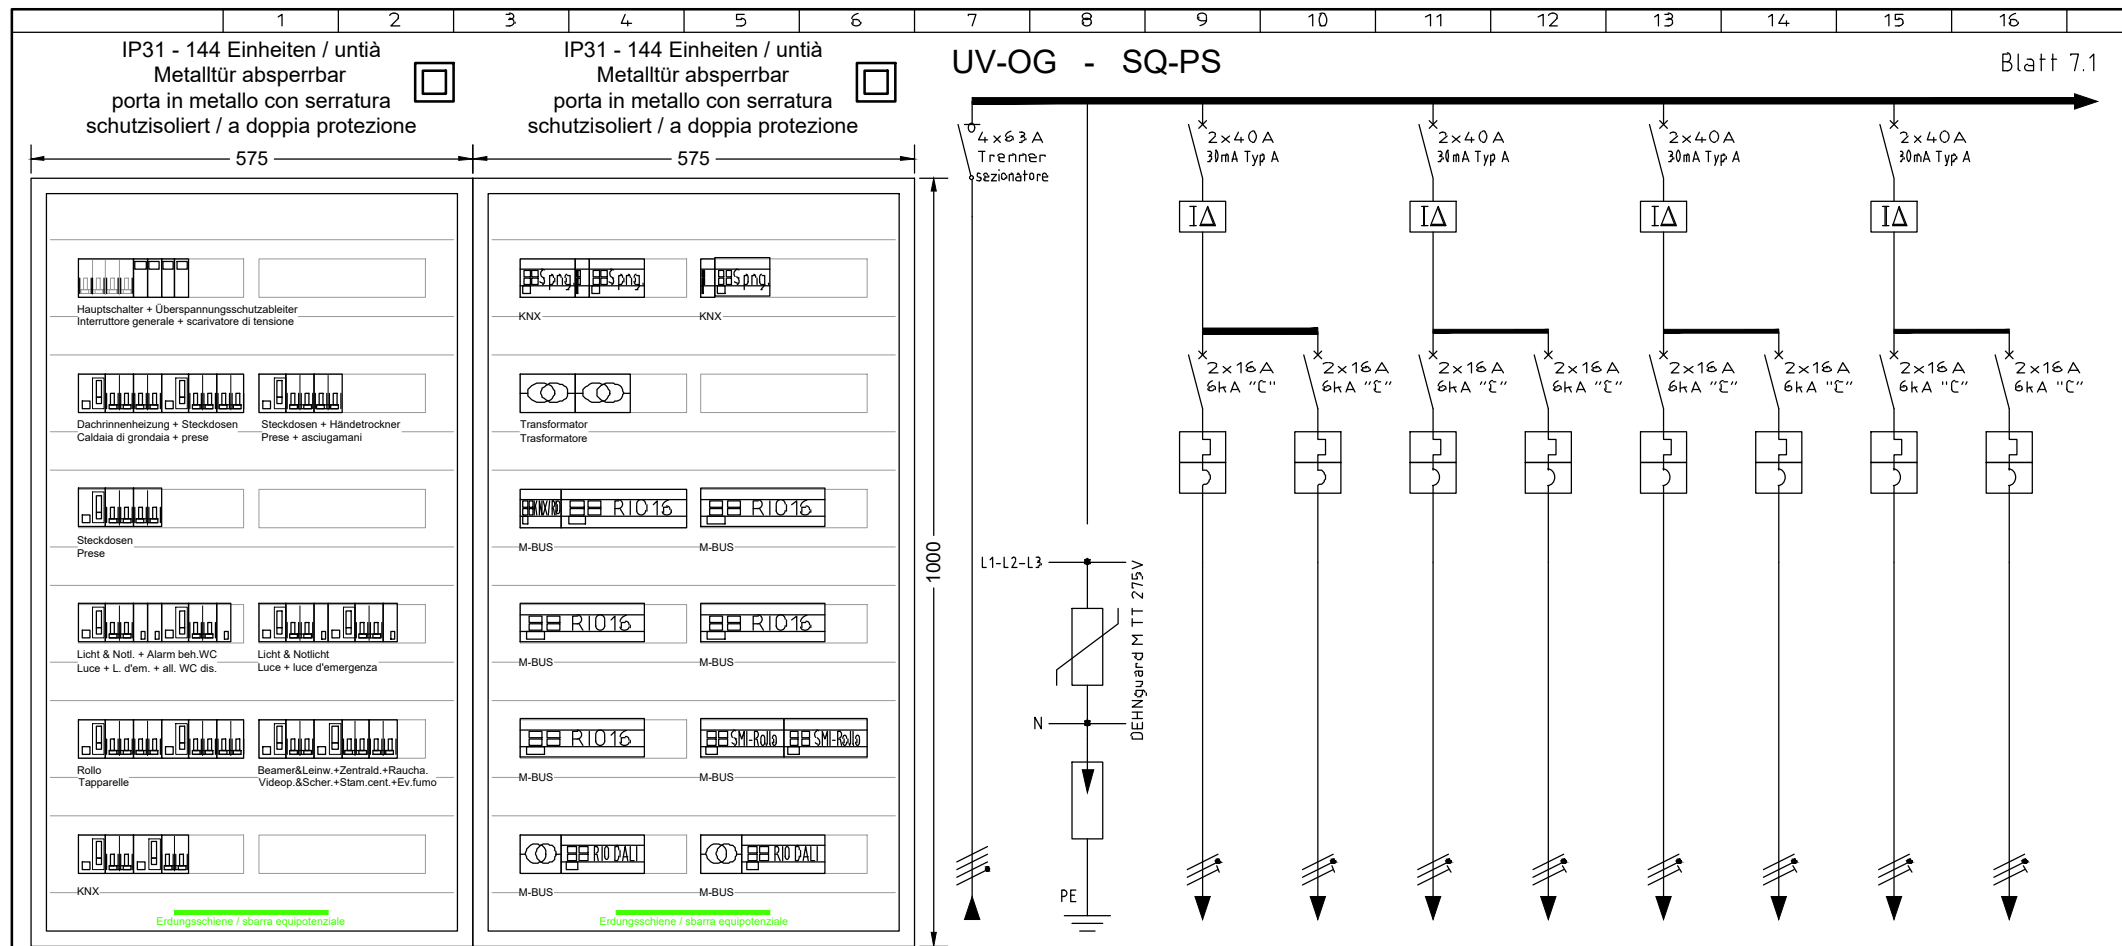 1 2 3 4 5 6 7 8 9 10 11 12 13 14 15 16
IP31 - 144 Einheiten / untià
Metalltür absperrbar
porta in metallo con serratura
schutzisoliert / a doppia protezione
IP31 - 144 Einheiten / untià
Metalltür absperrbar
porta in metallo con serratura
schutzisoliert / a doppia protezione
UV-OG - SQ-PS
Blatt 7.1
575
575
1000
Hauptschalter + Überspannungsschutzableiter
Interruttore generale + scarivatore di tensione
Dachrinnenheizung + Steckdosen
Caldaia di grondaia + prese
Steckdosen + Händetrockner
Prese + asciugamani
Steckdosen
Prese
Licht & Notl. + Alarm beh.WC
Luce + L. d'em. + all. WC dis.
Licht & Notlicht
Luce + luce d'emergenza
Rollo
Tapparelle
Beamer&Leinw.+Zentrald.+Raucha.
Videop.&Scher.+Stam.cent.+Ev.fumo
KNX
Erdungsschiene / sbarra equipotenziale
Spng. Spng.
KNX
Spng.
KNX
Transformator
Trasformatore
RIO16
M-BUS
RIO16
M-BUS
RIO16
M-BUS
RIO16
M-BUS
RIO16
M-BUS
SMI-Rollo SMI-Rollo
M-BUS
RIO DALI
M-BUS
RIO DALI
M-BUS
Erdungsschiene / sbarra equipotenziale
4x63A
Trenner
sezionatore
L1-L2-L3
N
PE
DEHNguard M TT 275V
2x40A
30mA Typ A
I∆
2x40A
30mA Typ A
I∆
2x40A
30mA Typ A
I∆
2x40A
30mA Typ A
I∆
2x16A
6kA "C"
2x16A
6kA "C"
2x16A
6kA "C"
2x16A
6kA "C"
2x16A
6kA "C"
2x16A
6kA "C"
2x16A
6kA "C"
2x16A
6kA "C"